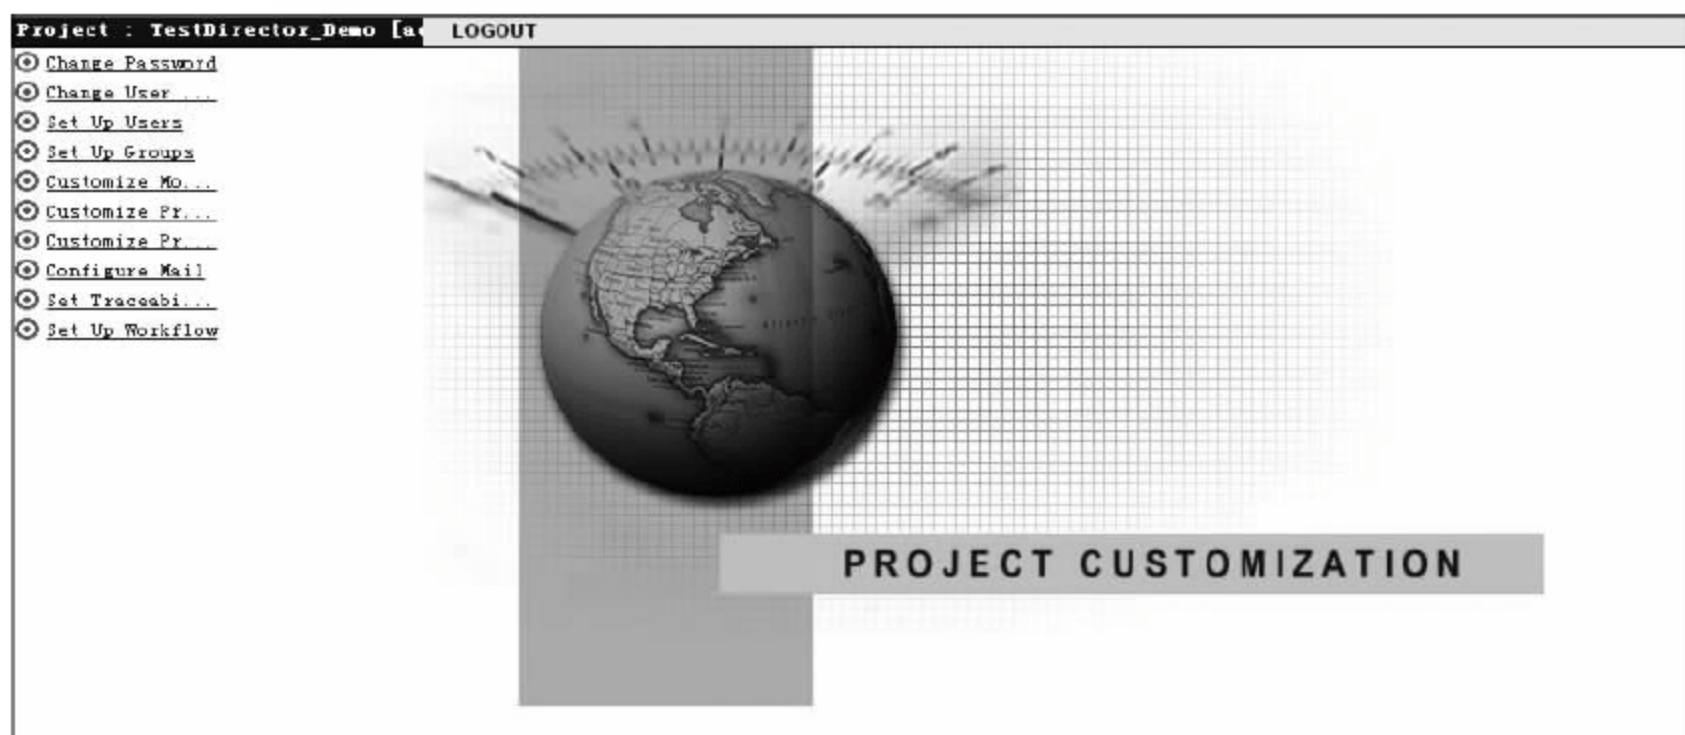 Project : TestDirector_Demo [a
LOGOUT
Change Password
Change User ...
Set Up Users
Set Up Groups
Customize Mo...
Customize Pr...
Customize Pr...
Configure Mail
Set Traceabi...
Set Up Workflow
PROJECT CUSTOMIZATION